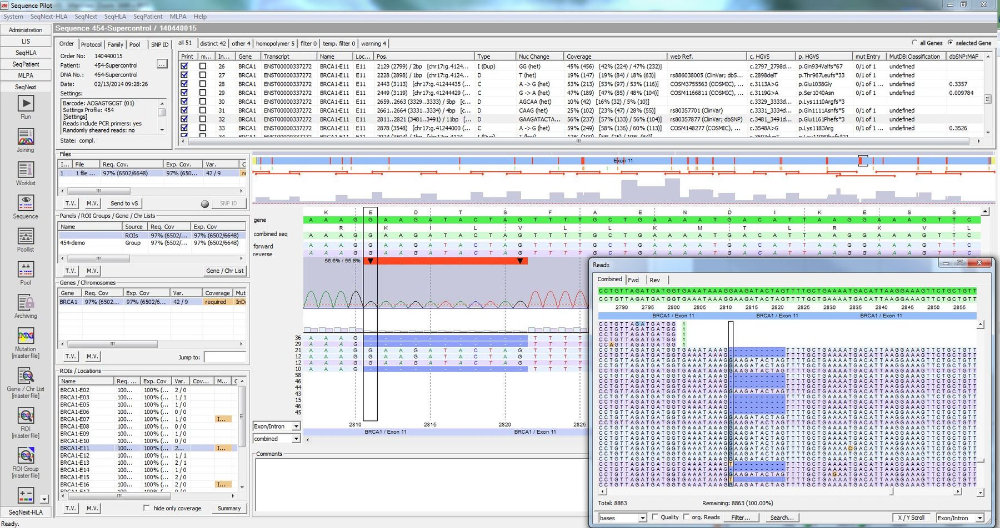 Sequence Pilot
System SeqNext-HLA SeqNext SeqHLA SeqPatient MLPA Help
Administration
LIS
SeqHLA
SeqPatient
MLPA
SeqNext
Run
Joining
Worklist
Sequence
Poollist
Pool
Archiving
Mutation
[master file]
Gene / Chr List
[master file]
ROI
[master file]
ROI Group
[master file]
SeqNext-HLA
Ready.
Sequence 454-Supercontrol / 140440015
Order Protocol Family Pool SNP ID
Order No: 140440015
Patient: 454-Supercontrol ...
DNA No.: 454-Supercontrol
Date: 02/13/2014 09:28:26
Settings:
Barcode: ACGAGTGCGT (01)
Settings Profile: 454
[Settings]
Reads include PCR primers: yes
Randomly sheared reads: no
State: compl.
all 51 distinct 42 other 4 homopolymer 5 filter 0 temp. filter 0 warning 4
all Genes selected Gene
Print m... In... Gene Transcript Name Loc... Pos. Type Nuc Change Coverage web Ref. c. HGVS p. HGVS mut Entry MutDB:Classification dbSNP:MAF
26 BRCA1 ENST00000337272 BRCA1-E11 E11 2129 (2799) / 2bp [chr17:g.4124... I (Dup) GG (het) 45% (456) [42% (224) / 47% (232)] c.2797_2798d... p.Gln934Valfs*67 0/1 of 1 undefined
27 BRCA1 ENST00000337272 BRCA1-E11 E11 2228 (2898) / 1bp [chr17:g.4124... D T (het) 19% (147) [19% (84) / 18% (63)] rs886038005 (ClinVar; dbS... c.2898delT p.Thr967Leufs*33 0/1 of 1 undefined
28 BRCA1 ENST00000337272 BRCA1-E11 E11 2443 (3113) [chr17:g.41244435 (... C A -> G (het) 53% (213) [53% (97) / 53% (116)] COSM3755563 (COSMIC), ... c.3113A>G p.Glu1038Gly 0/1 of 1 ... undefined 0.3357
29 BRCA1 ENST00000337272 BRCA1-E11 E11 2449 (3119) [chr17:g.41244429 (... C G -> A (het) 47% (189) [47% (85) / 48% (104)] COSM1166811 (COSMIC), ... c.3119G>A p.Ser1040Asn 0/1 of 1 undefined 0.009784
30 BRCA1 ENST00000337272 BRCA1-E11 E11 2659..2663 (3329..3333) / 5bp [c... D AGCAA (het) 10% (42) [16% (32) / 5% (10)] c.3329_3333d... p.Lys1110Argfs*3 0/1 of 1 undefined
31 BRCA1 ENST00000337272 BRCA1-E11 E11 2661..2664 (3331..3334) / 4bp [c... D CAAG (het) 25% (102) [23% (47) / 28% (55)] rs80357701 (ClinVar) c.3331_3334d... p.Gln1111Asnfs*5 0/1 of 1 undefined
32 BRCA1 ENST00000337272 BRCA1-E11 E11 2811..2821 (3481..3491) / 11bp [... D GAAGATACTA... 56% (237) [57% (133) / 56% (104)] rs80357877 (ClinVar; dbSNP) c.3481_3491d... p.Glu1161Phefs*3 0/1 of 1 ... undefined
33 BRCA1 ENST00000337272 BRCA1-E11 E11 2878 (3548) [chr17:g.41244000 (... C A -> G (het) 59% (249) [58% (136) / 60% (113)] COSM148277 (COSMIC), ... c.3548A>G p.Lys1183Arg 0/1 of 1 ... undefined 0.3526
Files
I... File Req. Cov. Exp. Cov. Var. C
1 1 file ... 97% (6502/6648) 97% (650... 42 / 9 re
T.V. M.V. Send to vS SNP ID
Panels / ROI Groups / Gene / Chr Lists
Name Source Req. Cov Exp. Cov
ROIs 97% (6502/... 97% (6502/6648)
454-demo Group 97% (6502/... 97% (6502/6648)
T.V. M.V. Gene / Chr List
Genes / Chromosomes
Gene Req. Cov Exp. Cov Var. Coverage Mut
BRCA1 97% (6502... 97% (6502/6... 42 / 9 required InDe
T.V. M.V. Jump to:
ROIs / Locations
Name Req. ... Exp. Cov Var. Cov... M... C
BRCA1-E02 100... 100% (... 2 / 0
BRCA1-E03 100... 100% (... 1 / 1
BRCA1-E05 100... 100% (... 1 / 0
BRCA1-E06 100... 100% (... 0 / 0
BRCA1-E07 100... 100% (... 1 / 0 I...
BRCA1-E08 100... 100% (... 0 / 0
BRCA1-E09 100... 100% (... 1 / 0
BRCA1-E10 100... 100% (... 0 / 0
BRCA1-E11 100... 100% (... 2... I...
BRCA1-E12 100... 100% (... 1 / 1
BRCA1-E13 100... 100% (... 2 / 1
BRCA1-E14 100... 100% (... 1 / 0
BRCA1-E15 100... 100% (... 2 / 0
BRCA1-E16 100... 100% (... 2 / 0 I...
T.V. M.V. hide only coverage Summary
Exon 11
K E D T S F A E N D I K E S S
gene A A A G G A A G A T A C T A G T T T T G C T G A A A A T G A C A T T A A G G A A A G T T C
R K I L V L L K M T L R K V L
combined seq A A A G G A A G A T A C T A G T T T T G C T G A A A A T G A C A T T A A G G A A A G T T C
forward A A A G G A A G A T A C T A G T T T T G C T G A A A A T G A C A T T A A G G A A A G T T C
reverse A A A G G A A G A T A C T A G T T T T G C T G A A A A T G A C A T T A A G G A A A G T T C
56.6% / 55.9%
36 A A A G - - - - - - - - - - - T T T T
29 A A A G - - - - - - - - - - - T T T T
21 A A A G G A A G A T A C T A G T T T T
12 A A A G G A A G A T A C T A G T T T T
12 A A A G G A A G A T A C T A G T T T T
10 A A A G - - - - - - - - - - - T T T T
58
46
44
43
15
46
45
2810 2815 2820 2825
Exon/Intron BRCA1 / Exon 11 BRCA1 / Exon 11
combined
Comments
Reads
Combined Fwd Rev
CCTGTTAGATGATGGTGAAATAAAGGAAGATACTAGTTTTGCTGAAAATGACATTAAGGAAAGTTCTGCTGTT
CCTGTTAGATGATGGTGAAATAAAGGAAGATACTAGTTTTGCTGAAAATGACATTAAGGAAAGTTCTGCTGTT
2790 2795 2800 2805 2810 2815 2820 2825 2830 2835 2840 2845 2850 2855
BRCA1 / Exon 11 BRCA1 / Exon 11 BRCA1 / Exon 11
CCTGTTAGATGATGG 1
CCTGTTAGATGATGG 1
CCTGTTAGATGATGG 1
CCTGTTAGATGATGG 1
CCAGTTAGATGATGG 1
Total: 8863 Remaining: 8863 (100.00%)
bases Quality org. Reads Filter... Search... X / Y Scroll Exon/Intron